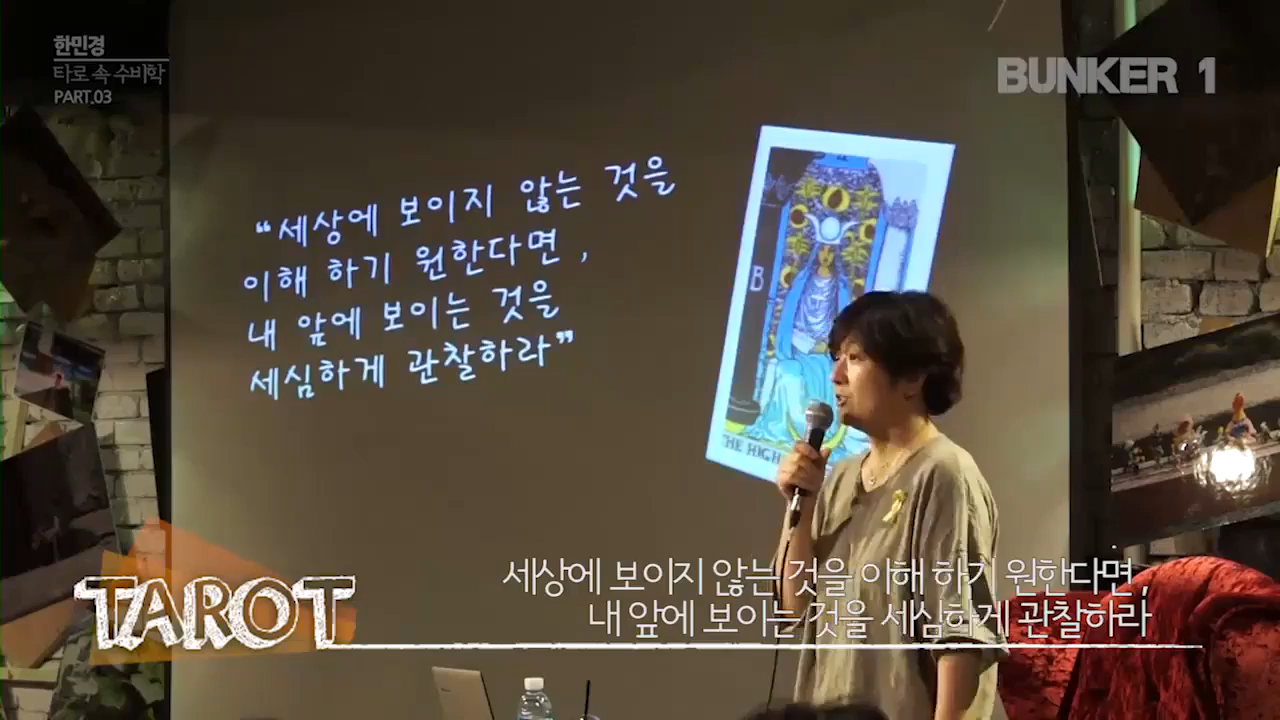 한민경
타로 속 수비학
PART.03
BUNKER 1
“세상에 보이지 않는 것을
이해 하기 원한다면 ,
내 앞에 보이는 것을
세심하게 관찰하라”
B
THE HIGH
TAROT
세상에 보이지 않는 것을 이해 하기 원한다면 ,
내 앞에 보이는 것을 세심하게 관찰하라